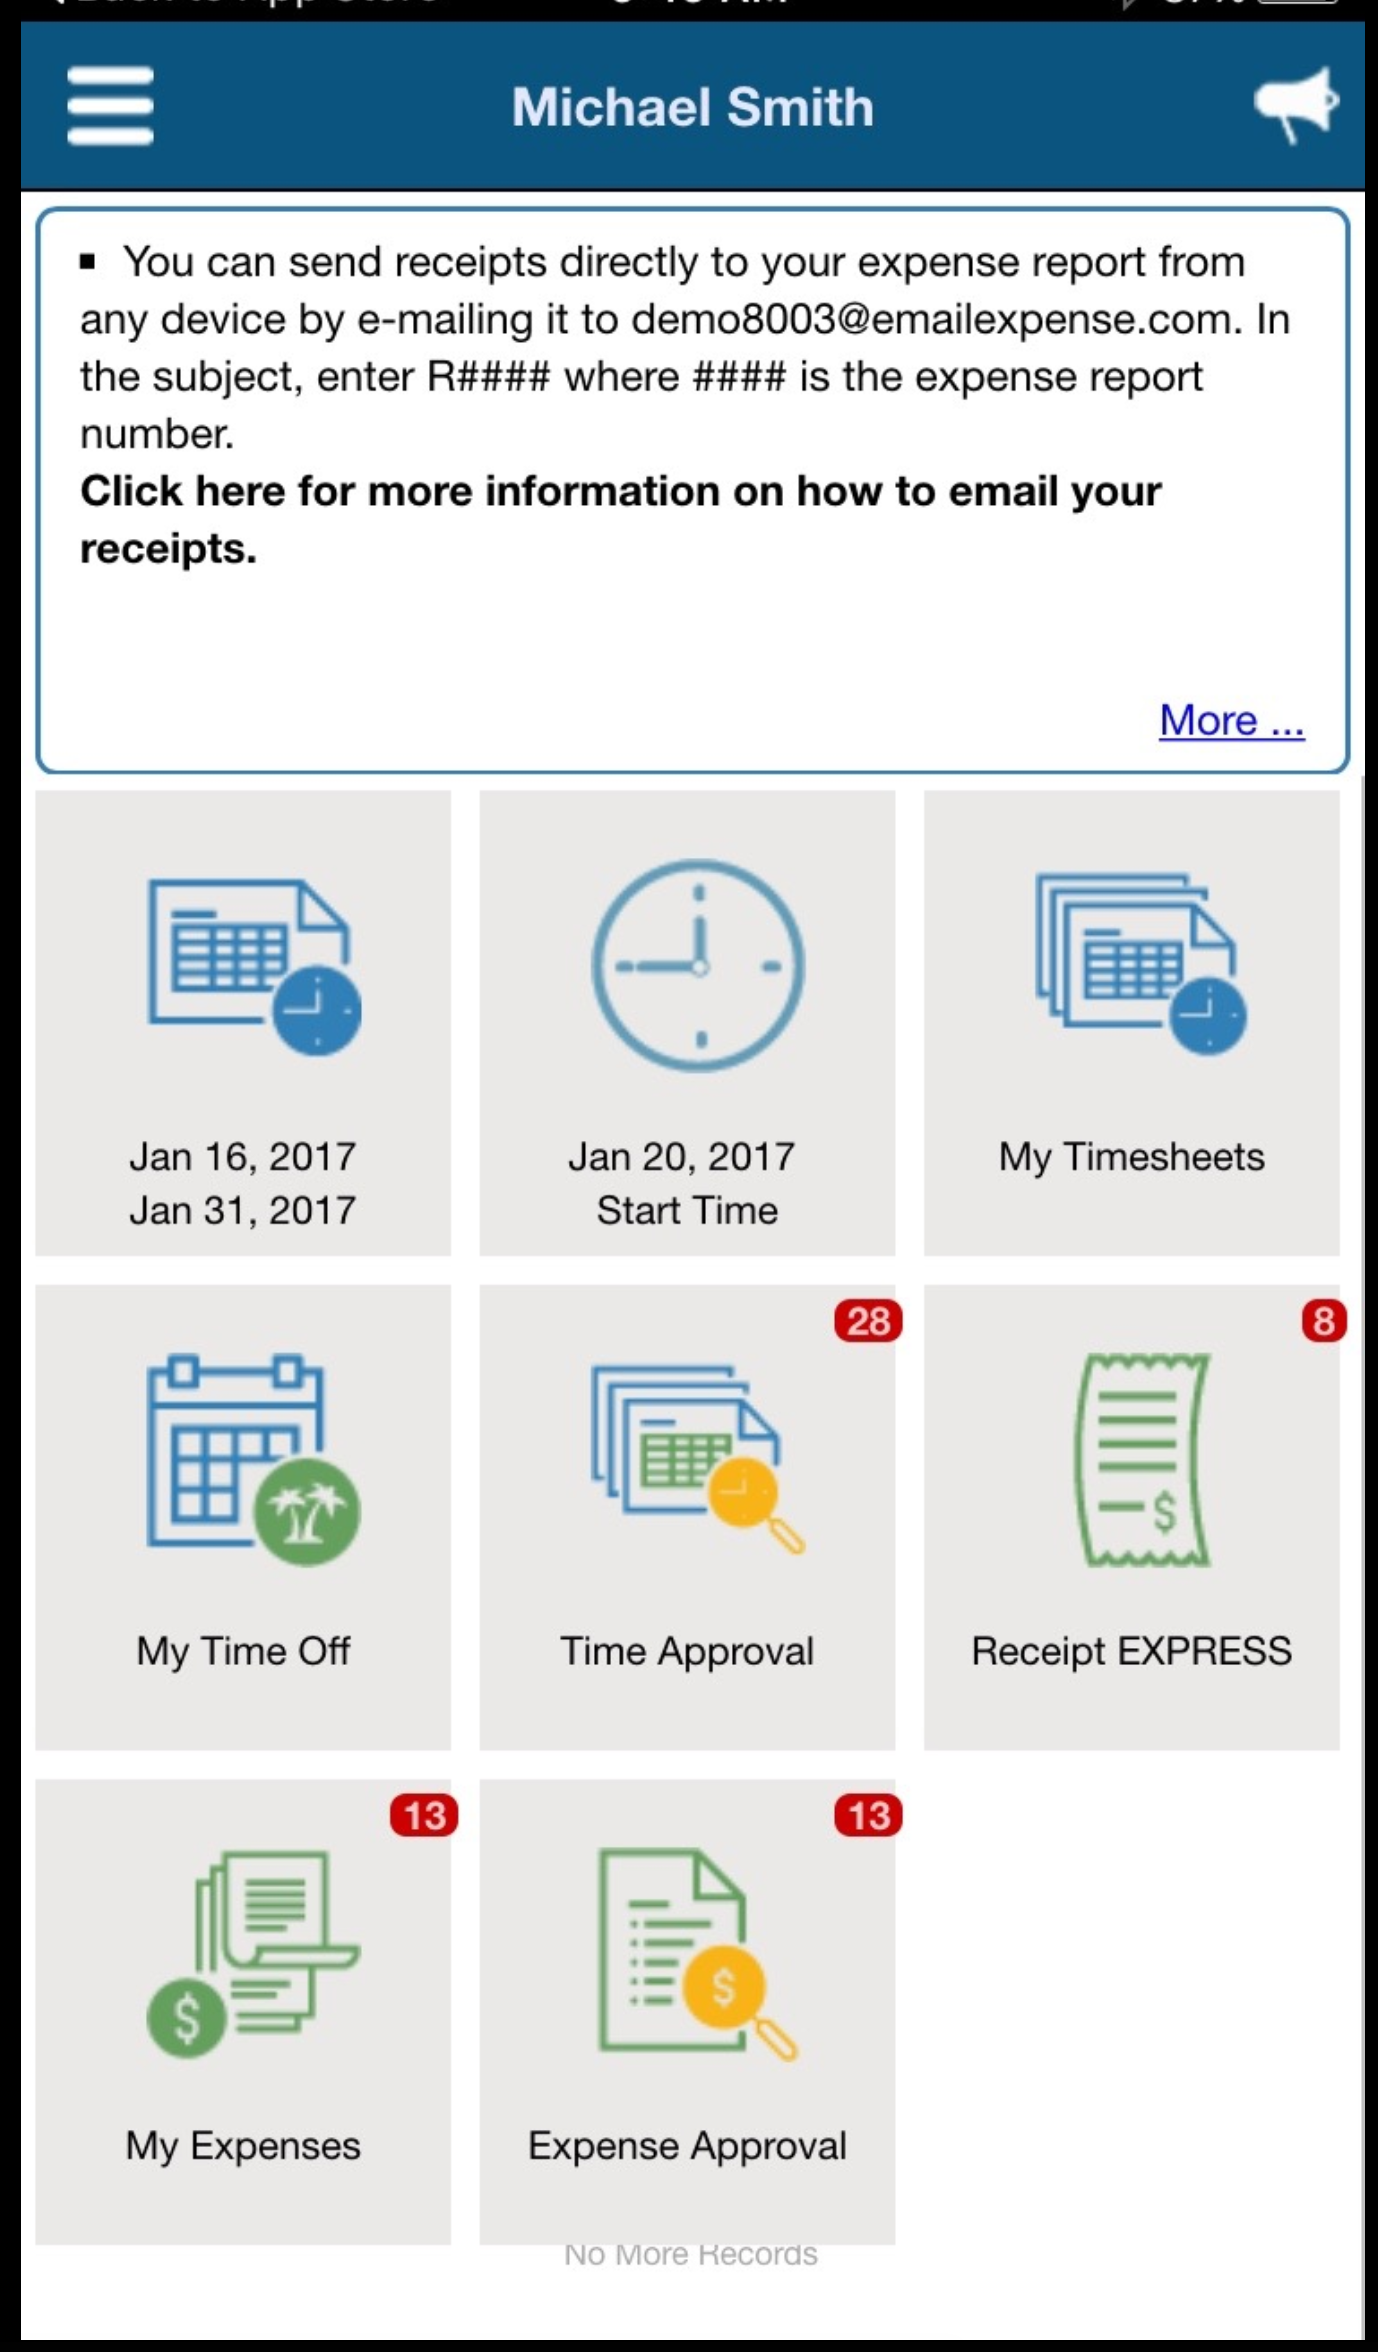 Michael Smith
▪ You can send receipts directly to your expense report from
any device by e-mailing it to demo8003@emailexpense.com. In
the subject, enter R#### where #### is the expense report
number.
Click here for more information on how to email your
receipts.
More ...
Jan 16, 2017
Jan 31, 2017
Jan 20, 2017
Start Time
My Timesheets
28
8
My Time Off
Time Approval
$
Receipt EXPRESS
13
13
$
$
My Expenses
Expense Approval
No More Records